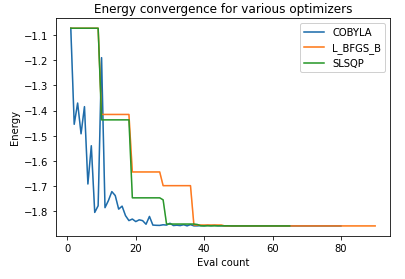 Energy convergence for various optimizers
COBYLA
L_BFGS_B
SLSQP
−1.1
−1.2
−1.3
−1.4
−1.5
−1.6
−1.7
−1.8
Energy
0 20 40 60 80
Eval count